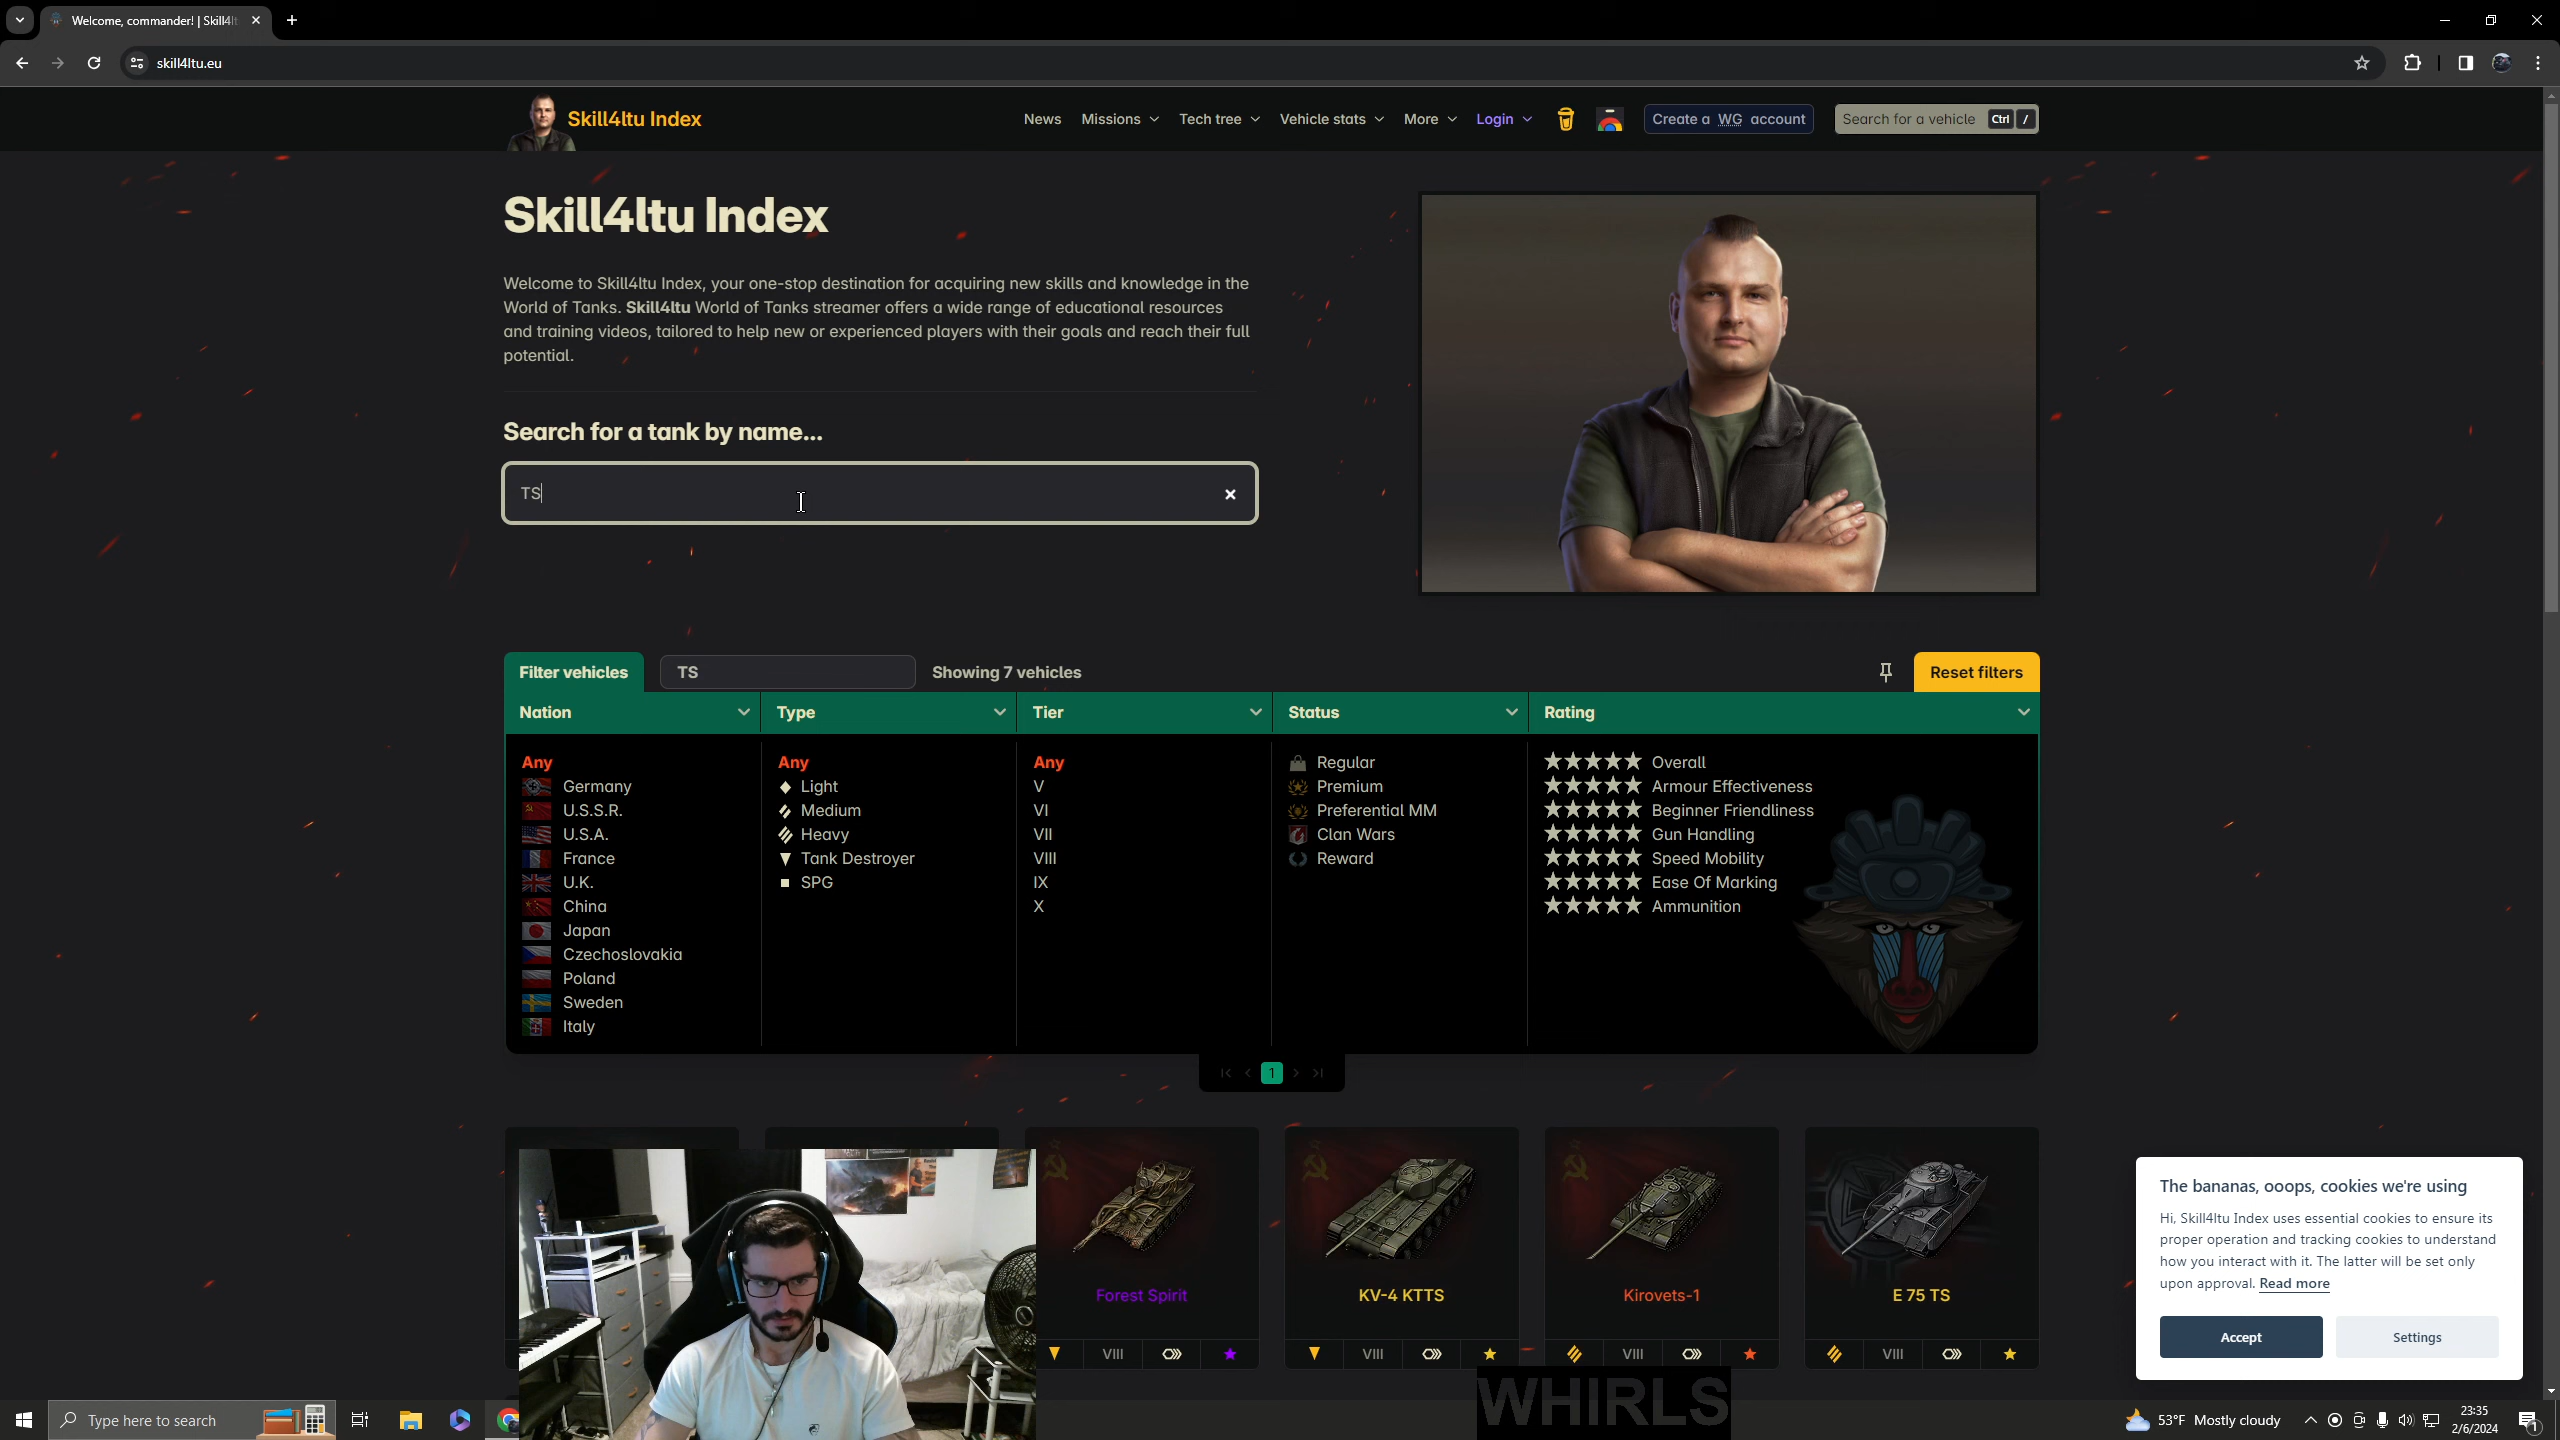 Welcome, commander! | Skill4lt
skill4ltu.eu
Skill4ltu Index
News
Missions
Tech tree
Vehicle stats
More
Login
Create a WG account
Search for a vehicle Ctrl /
Skill4ltu Index
Welcome to Skill4ltu Index, your one-stop destination for acquiring new skills and knowledge in the
World of Tanks. Skill4ltu World of Tanks streamer offers a wide range of educational resources
and training videos, tailored to help new or experienced players with their goals and reach their full
potential.
Search for a tank by name...
TS
Filter vehicles
TS
Showing 7 vehicles
Reset filters
Nation
Type
Tier
Status
Rating
Any
Germany
U.S.S.R.
U.S.A.
France
U.K.
China
Japan
Czechoslovakia
Poland
Sweden
Italy
Any
Light
Medium
Heavy
Tank Destroyer
SPG
Any
V
VI
VII
VIII
IX
X
Regular
Premium
Preferential MM
Clan Wars
Reward
Overall
Armour Effectiveness
Beginner Friendliness
Gun Handling
Speed Mobility
Ease Of Marking
Ammunition
1
Forest Spirit
VIII
KV-4 KTTS
VIII
Kirovets-1
VIII
E 75 TS
VIII
The bananas, ooops, cookies we're using
Hi, Skill4ltu Index uses essential cookies to ensure its
proper operation and tracking cookies to understand
how you interact with it. The latter will be set only
upon approval. Read more
Accept
Settings
WHIRLS
Type here to search
53°F Mostly cloudy
23:35
2/6/2024
1